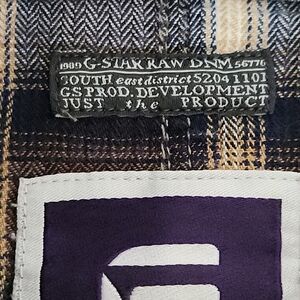 1989 G-STAR RAW DNM 56776
SOUTH east district 5204 1101
GS PROD. DEVELOPMENT
JUST the PRODUCT